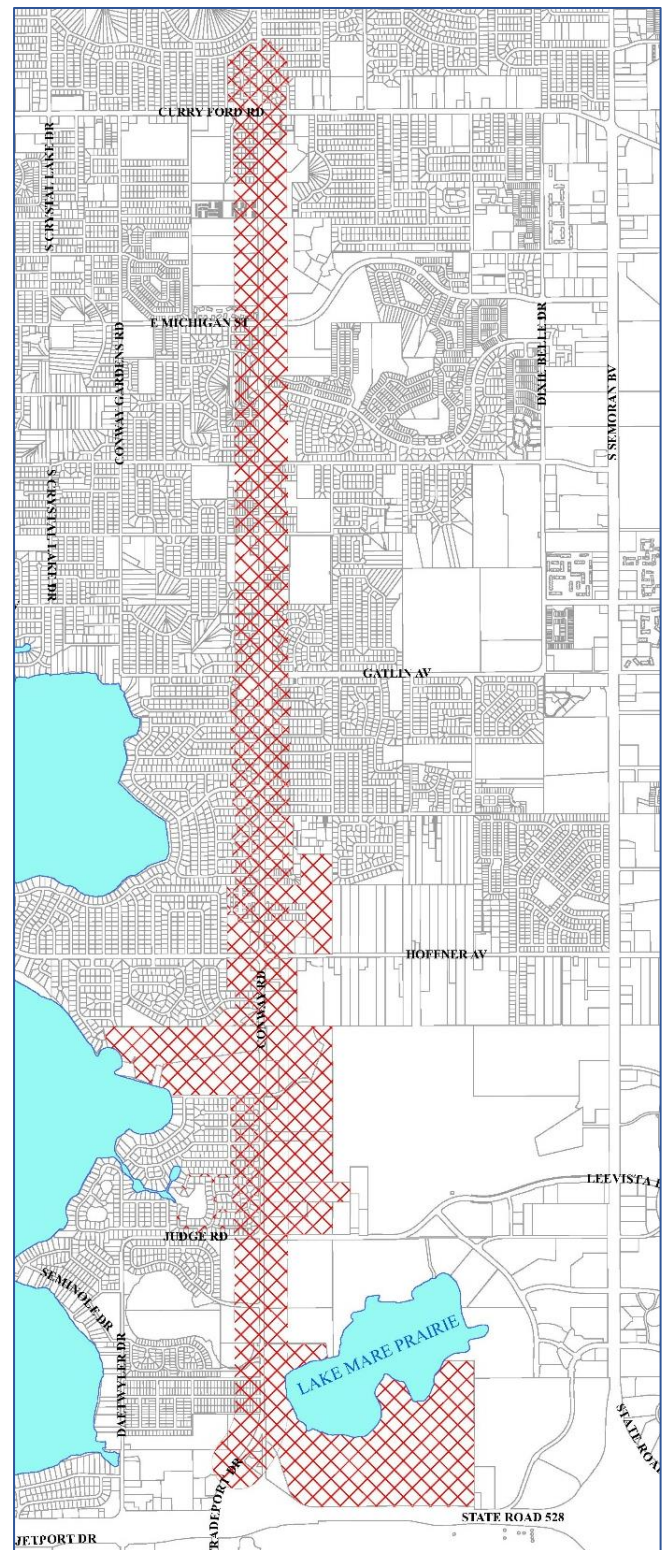 CURRY FORD RD
S CRYSTAL LAKE DR
E MICHIGAN ST
CONWAY GARDENS RD
DIXIE BELLE DR
S SEMORAN BV
S CRYSTAL LAKE DR
GATLIN AV
HOFFNER AV
CONWAY RD
LEEVISTA
JUDGE RD
SEMINOLE DR
LAKE MARE PRAIRIE
DAETWYLER DR
STATE ROAD
RADEPORT DR
STATE ROAD 528
JETPORT DR